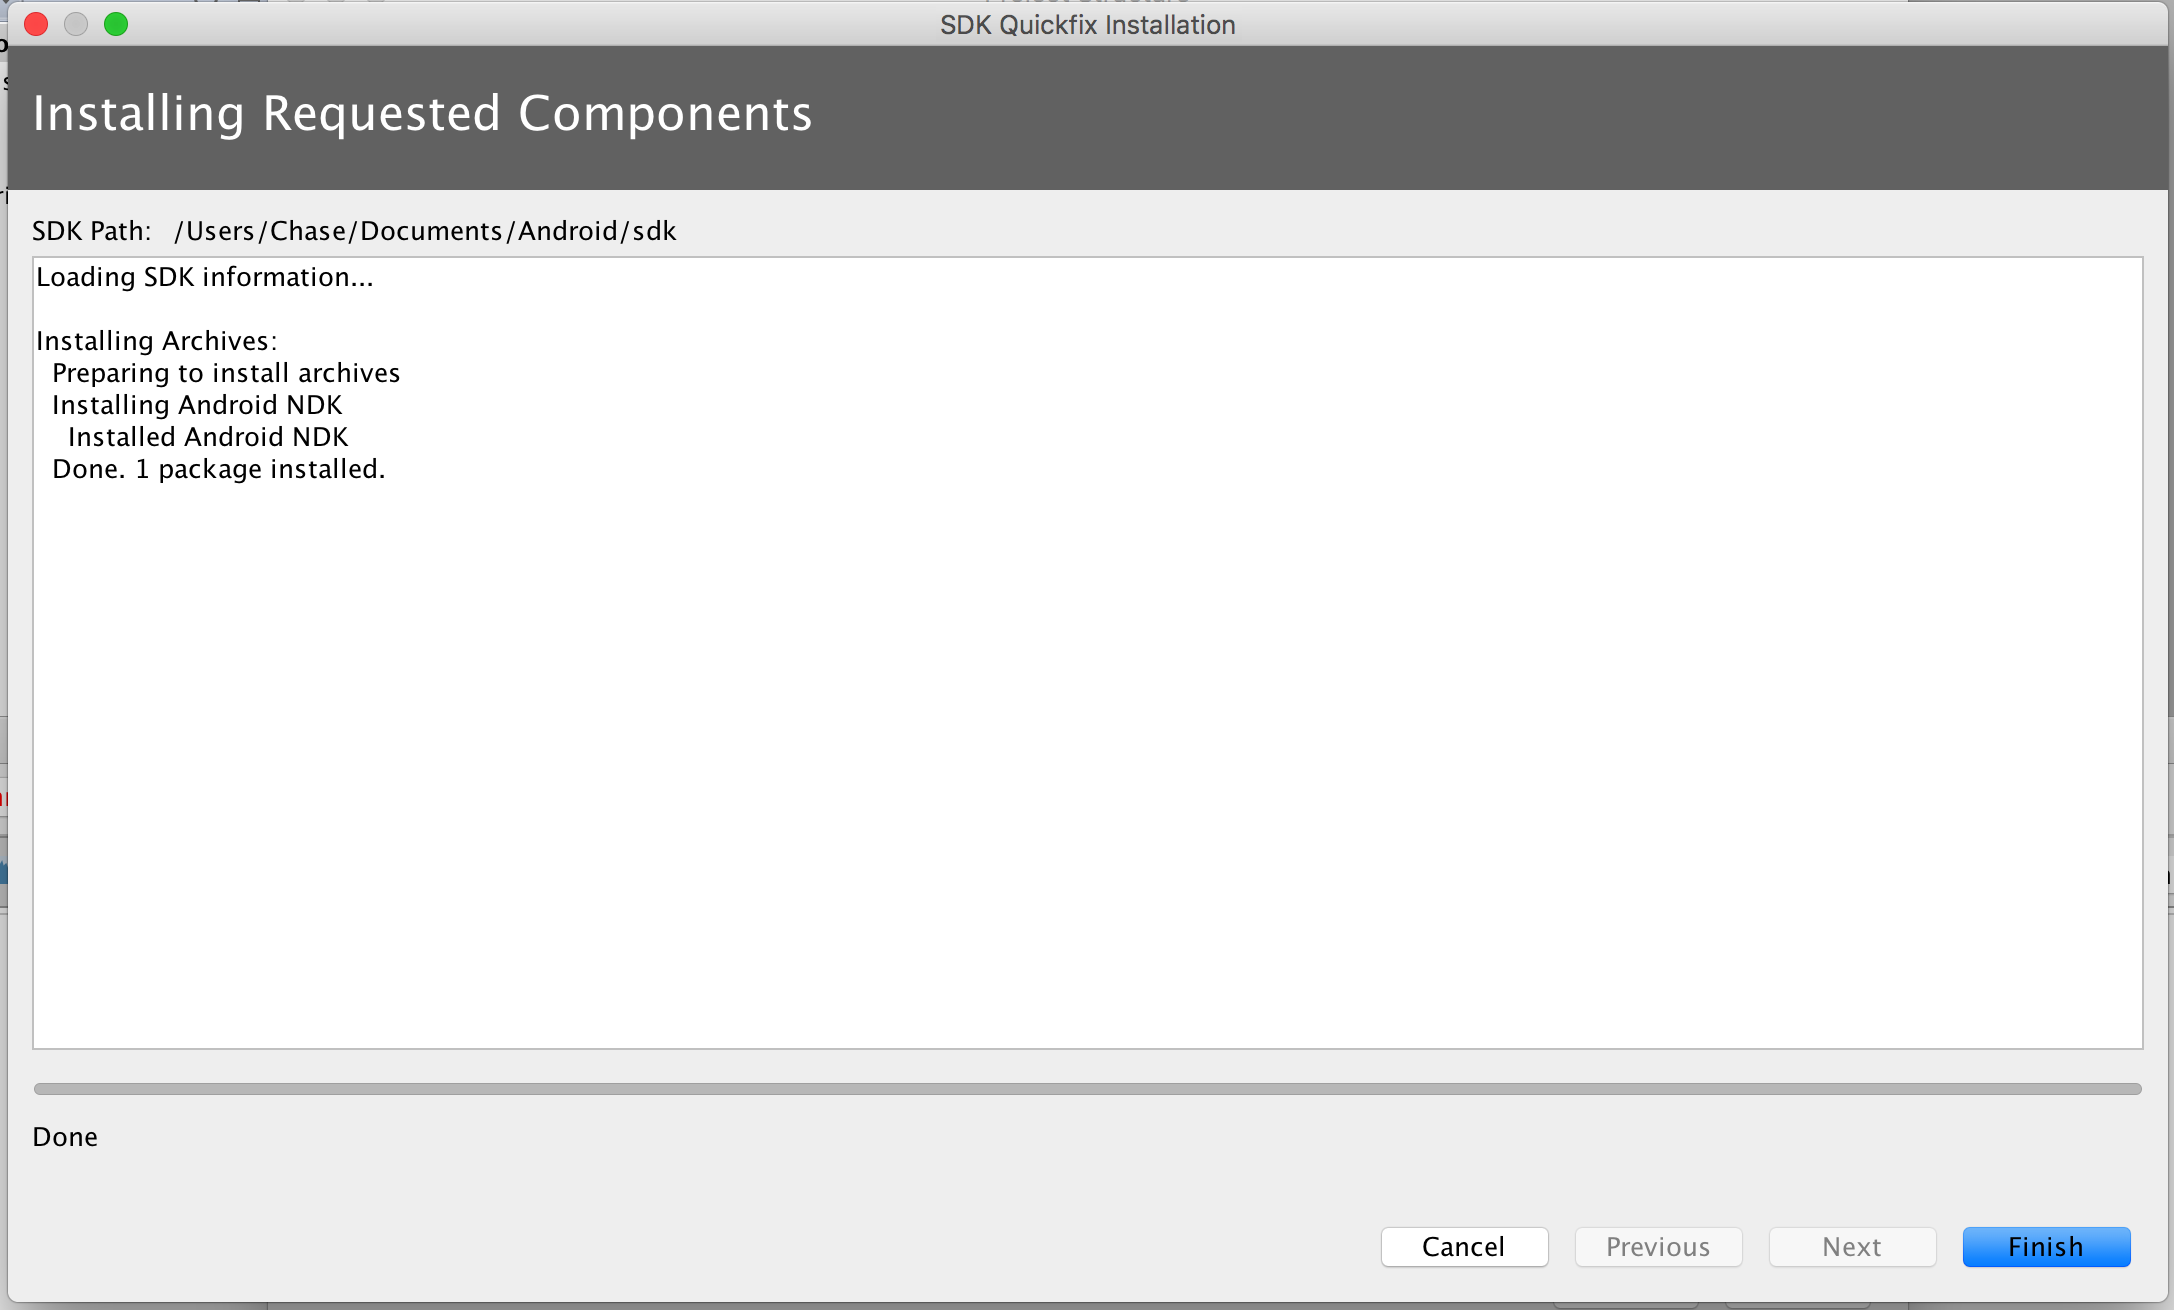 SDK Quickfix Installation
Installing Requested Components
SDK Path: /Users/Chase/Documents/Android/sdk
Loading SDK information...
Installing Archives:
Preparing to install archives
Installing Android NDK
Installed Android NDK
Done. 1 package installed.
Done
Cancel
Previous
Next
Finish